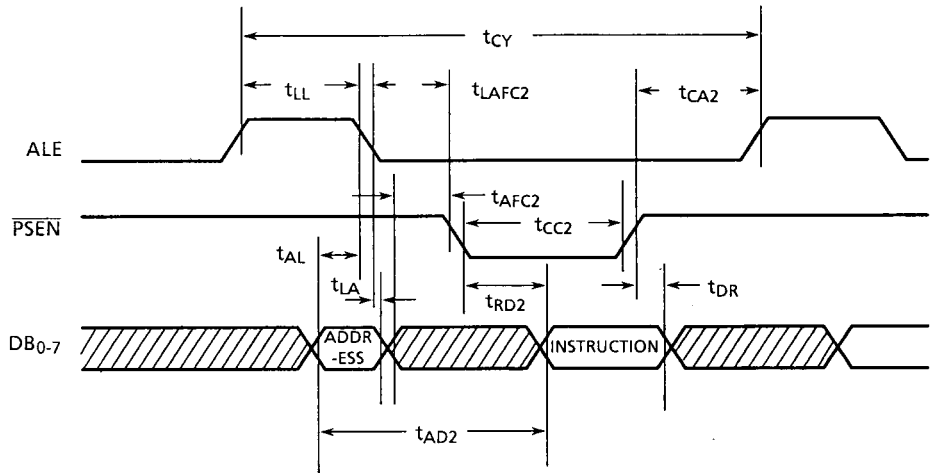 tCY
tLL
tLAFC2
tCA2
ALE
tAFC2
PSEN
tCC2
tAL
tLA
tRD2
tDR
DB0-7
ADDR
-ESS
INSTRUCTION
tAD2